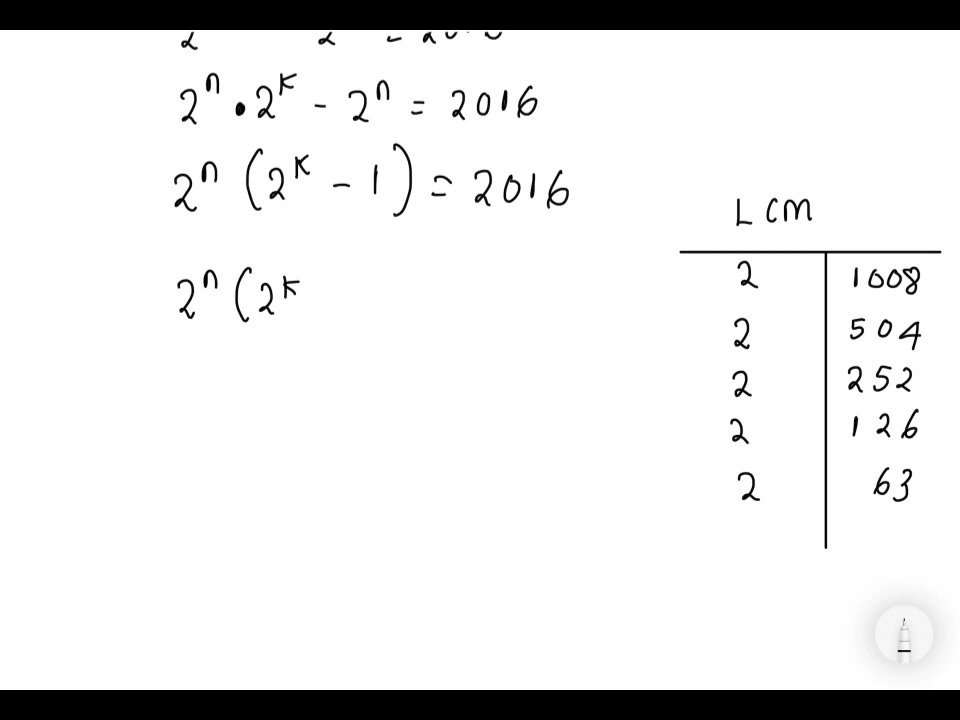 2ⁿ · 2ᵏ - 2ⁿ = 2016
2ⁿ (2ᵏ - 1) = 2016
2ⁿ (2ᵏ
LCM
2 1008
2 504
2 252
2 126
2 63